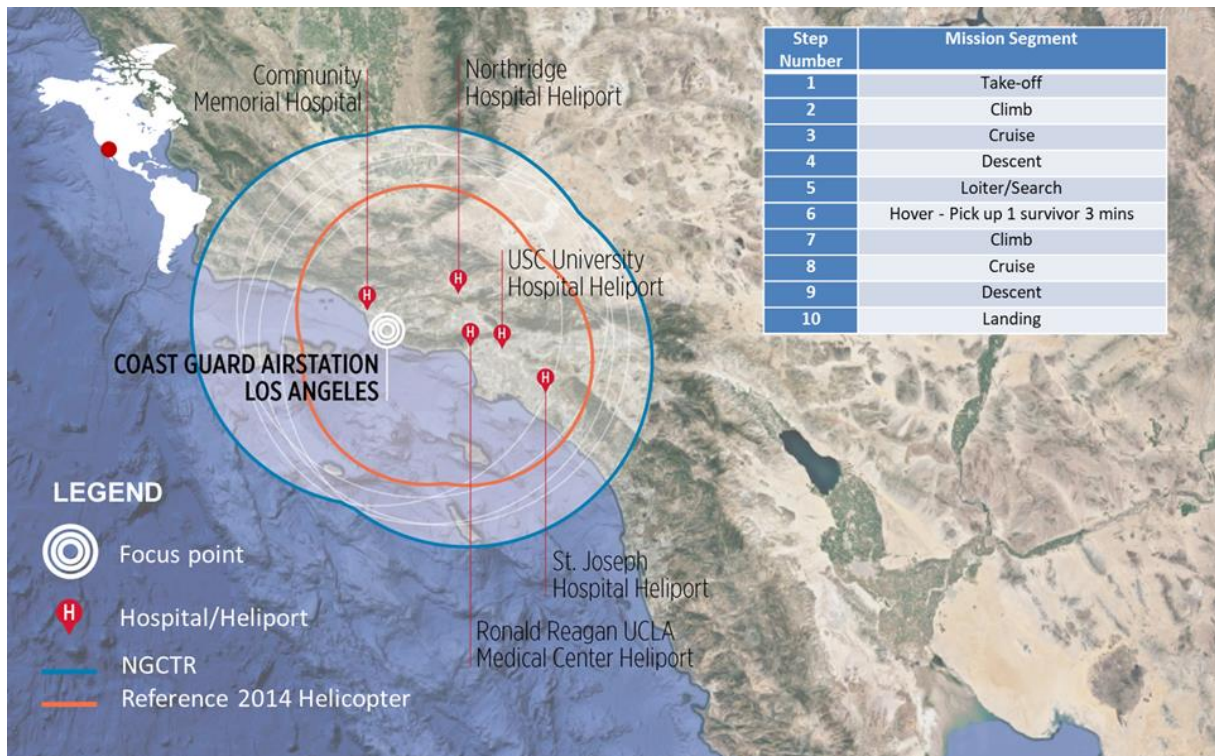 Community
Memorial Hospital
Northridge
Hospital Heliport
USC University
Hospital Heliport
COAST GUARD AIRSTATION
LOS ANGELES
St. Joseph
Hospital Heliport
Ronald Reagan UCLA
Medical Center Heliport
H
H
H
H
H
LEGEND
Focus point
H
Hospital/Heliport
NGCTR
Reference 2014 Helicopter
Step Number Mission Segment
1 Take-off
2 Climb
3 Cruise
4 Descent
5 Loiter/Search
6 Hover - Pick up 1 survivor 3 mins
7 Climb
8 Cruise
9 Descent
10 Landing